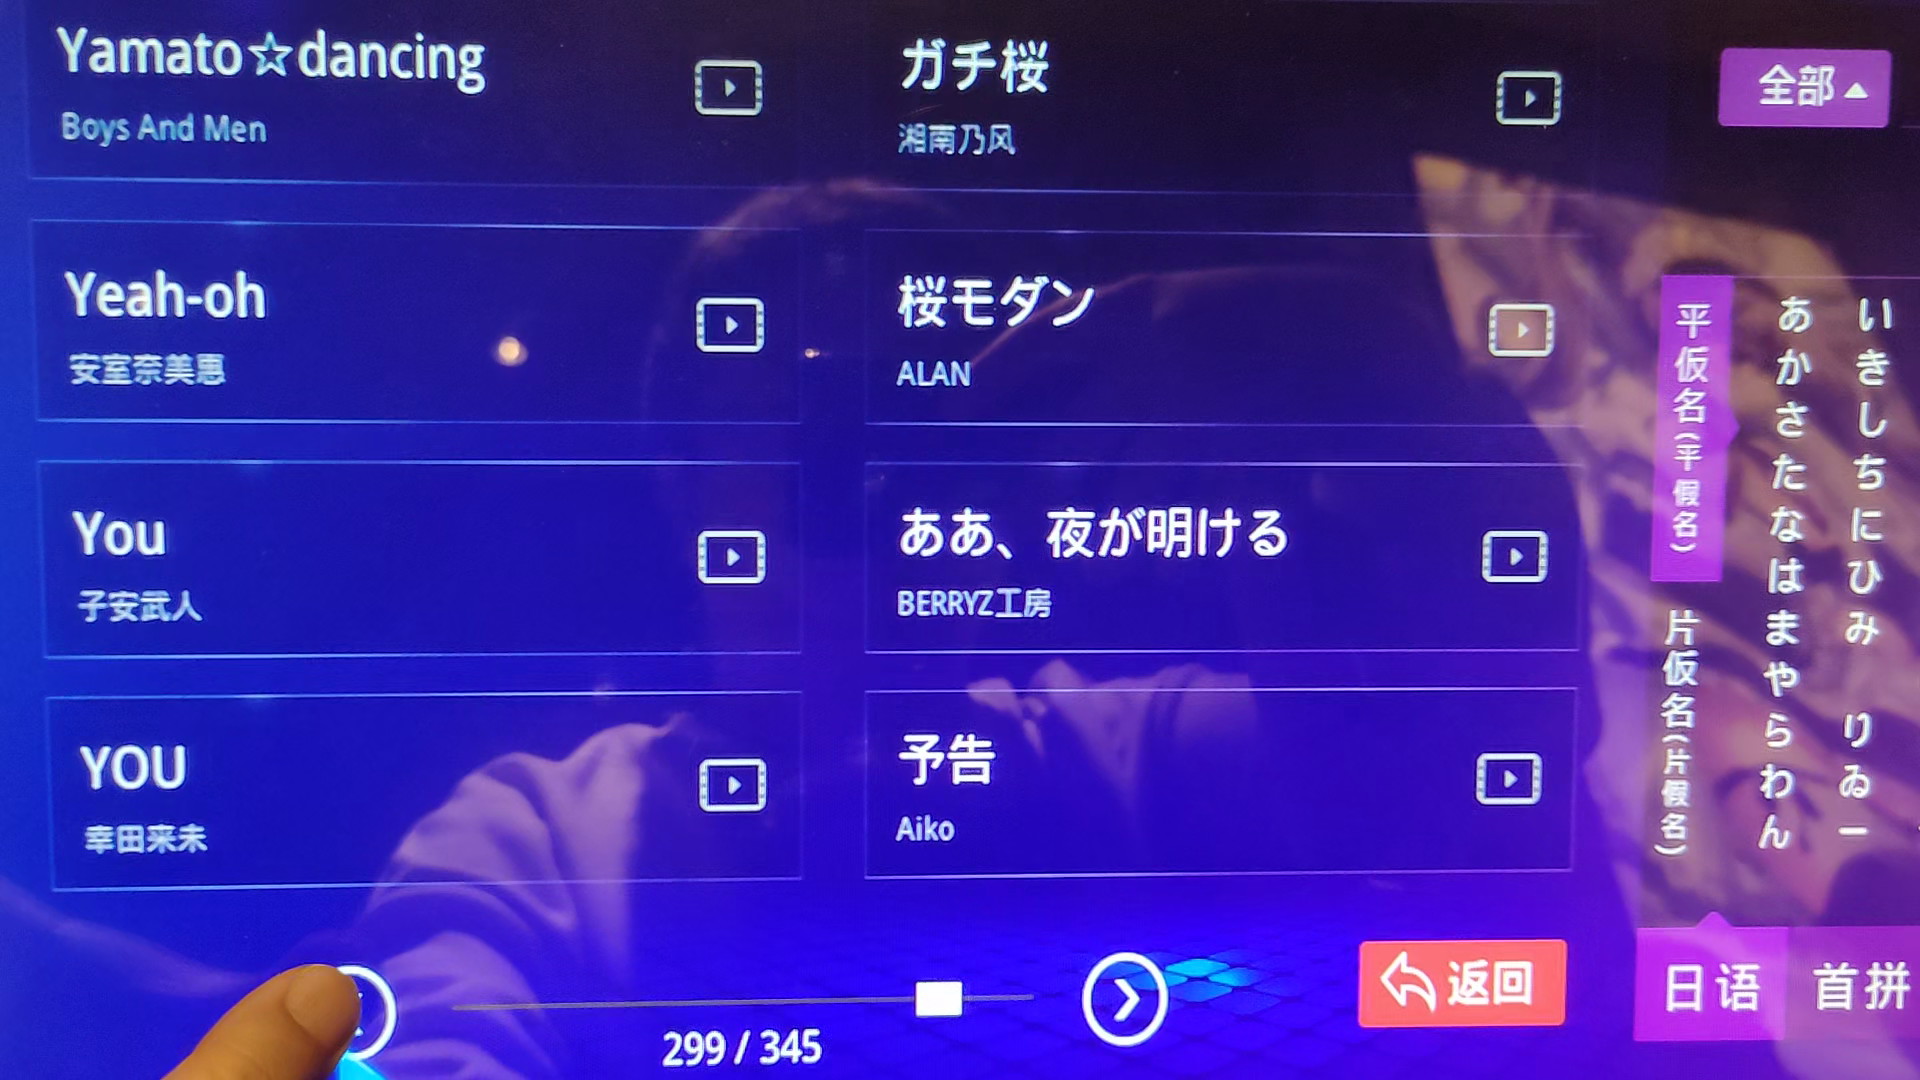 Yamato☆dancing
Boys And Men
ガチ桜
湘南乃风
全部
Yeah-oh
安室奈美惠
桜モダン
ALAN
You
子安武人
ああ、夜が明ける
BERRYZ工房
YOU
幸田来未
予告
Aiko
平仮名(平假名)
片仮名(片假名)
あかさたなはまやらわん
いきしちにひみ りゐー
299 / 345
返回
日语
首拼